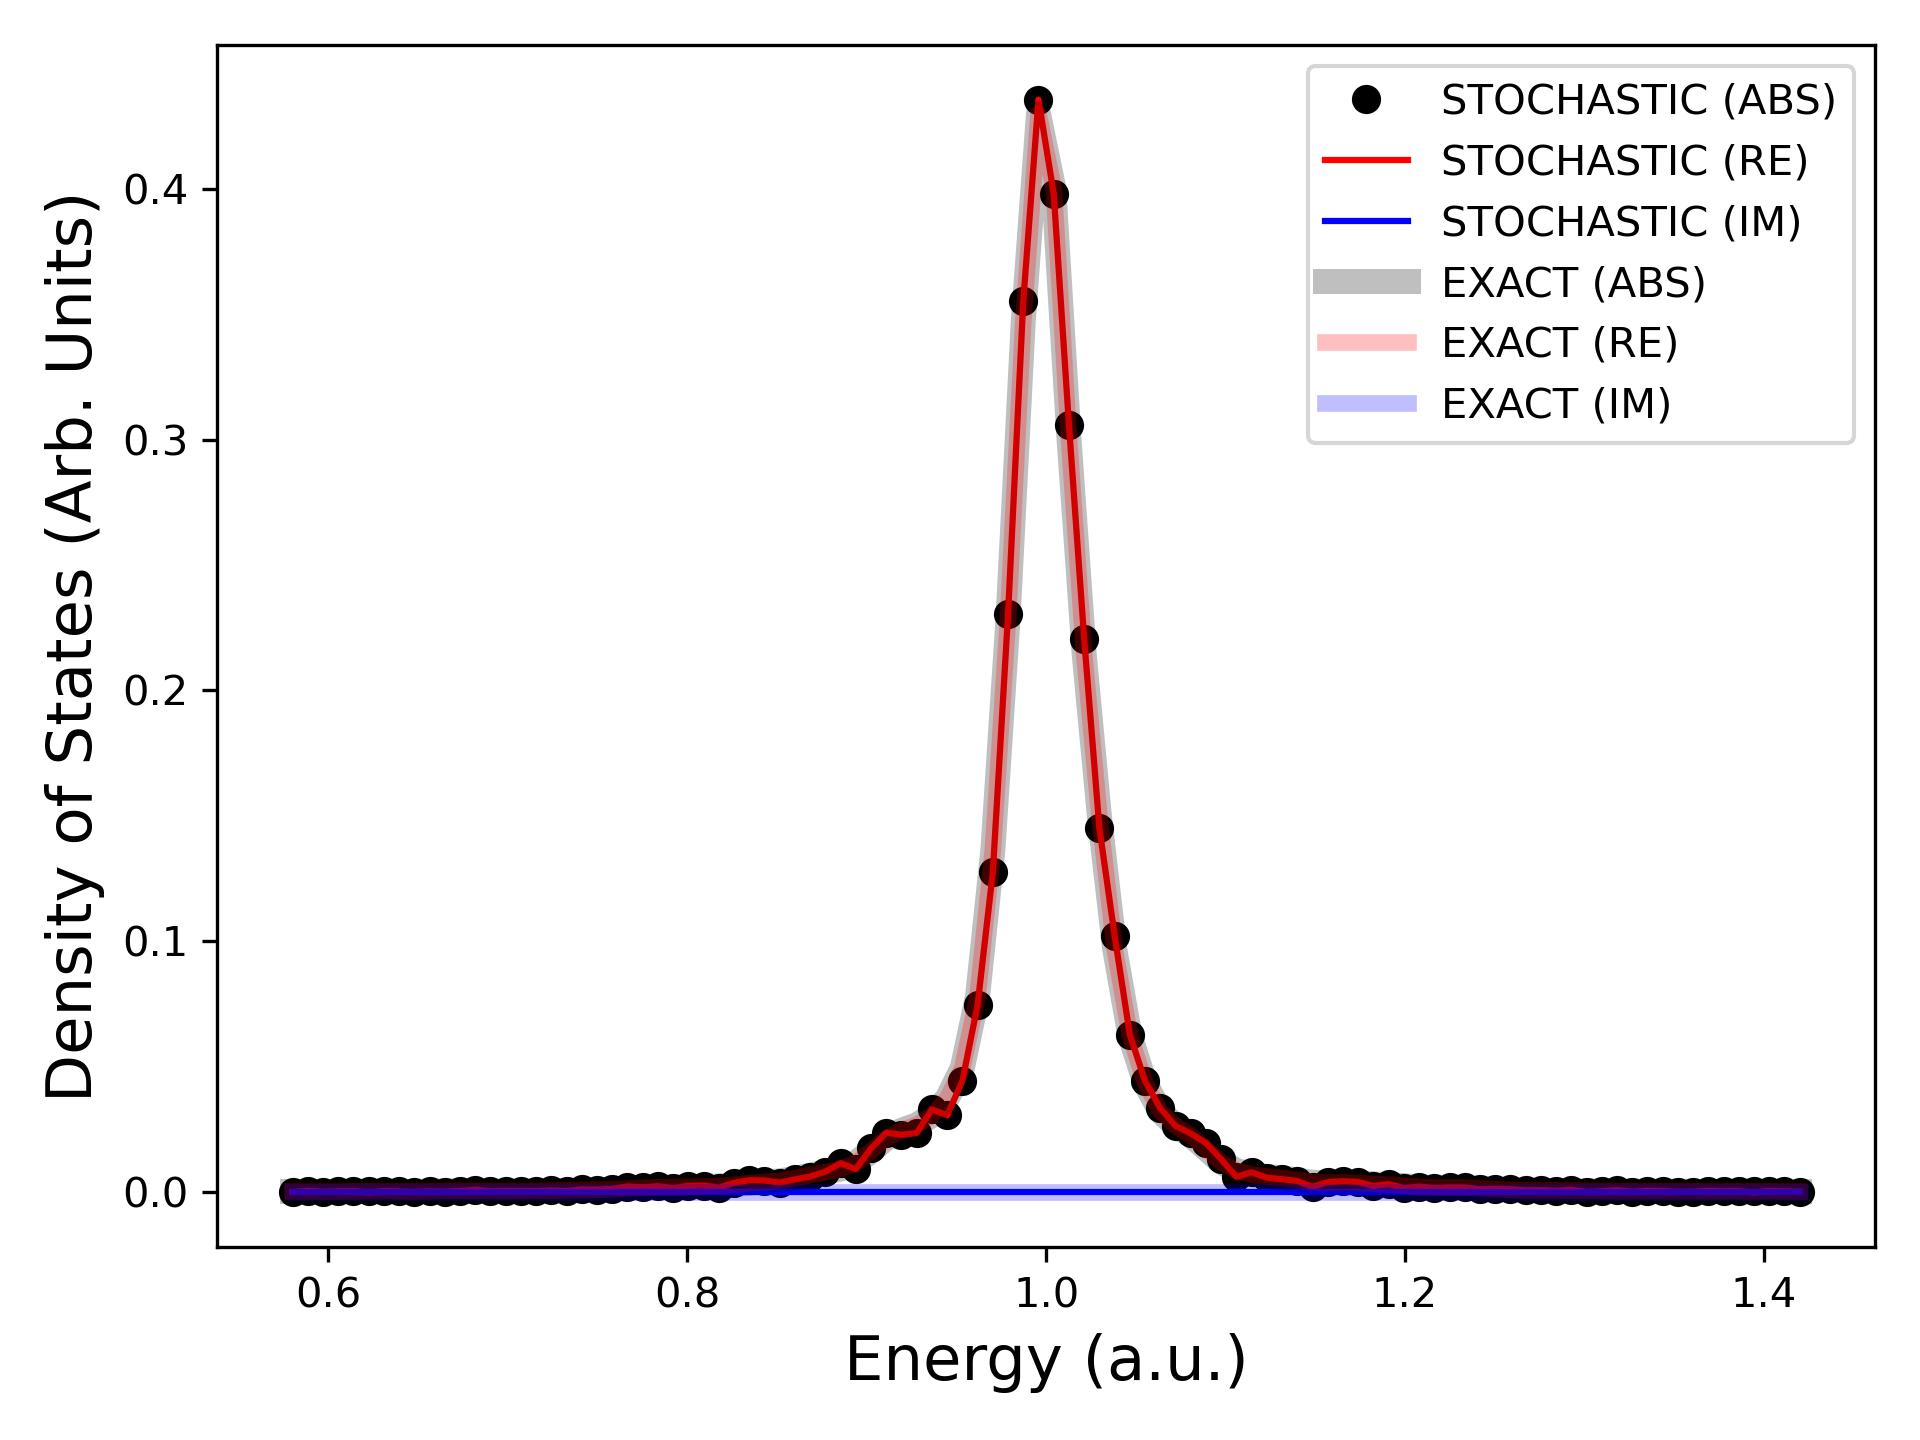 STOCHASTIC (ABS)
STOCHASTIC (RE)
STOCHASTIC (IM)
EXACT (ABS)
EXACT (RE)
EXACT (IM)
Density of States (Arb. Units)
0.4
0.3
0.2
0.1
0.0
0.6 0.8 1.0 1.2 1.4
Energy (a.u.)